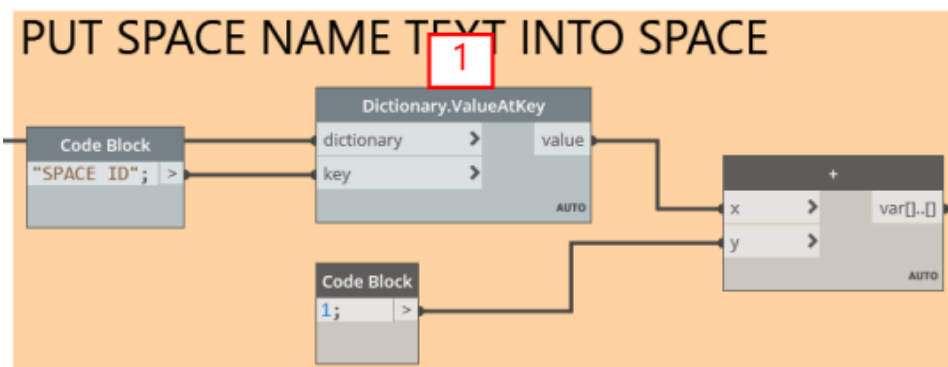 PUT SPACE NAME TEXT INTO SPACE
1
Dictionary.ValueAtKey
dictionary > value
key >
AUTO
Code Block
"SPACE ID"; >
+
x > var[]..[]
y >
AUTO
Code Block
1; >